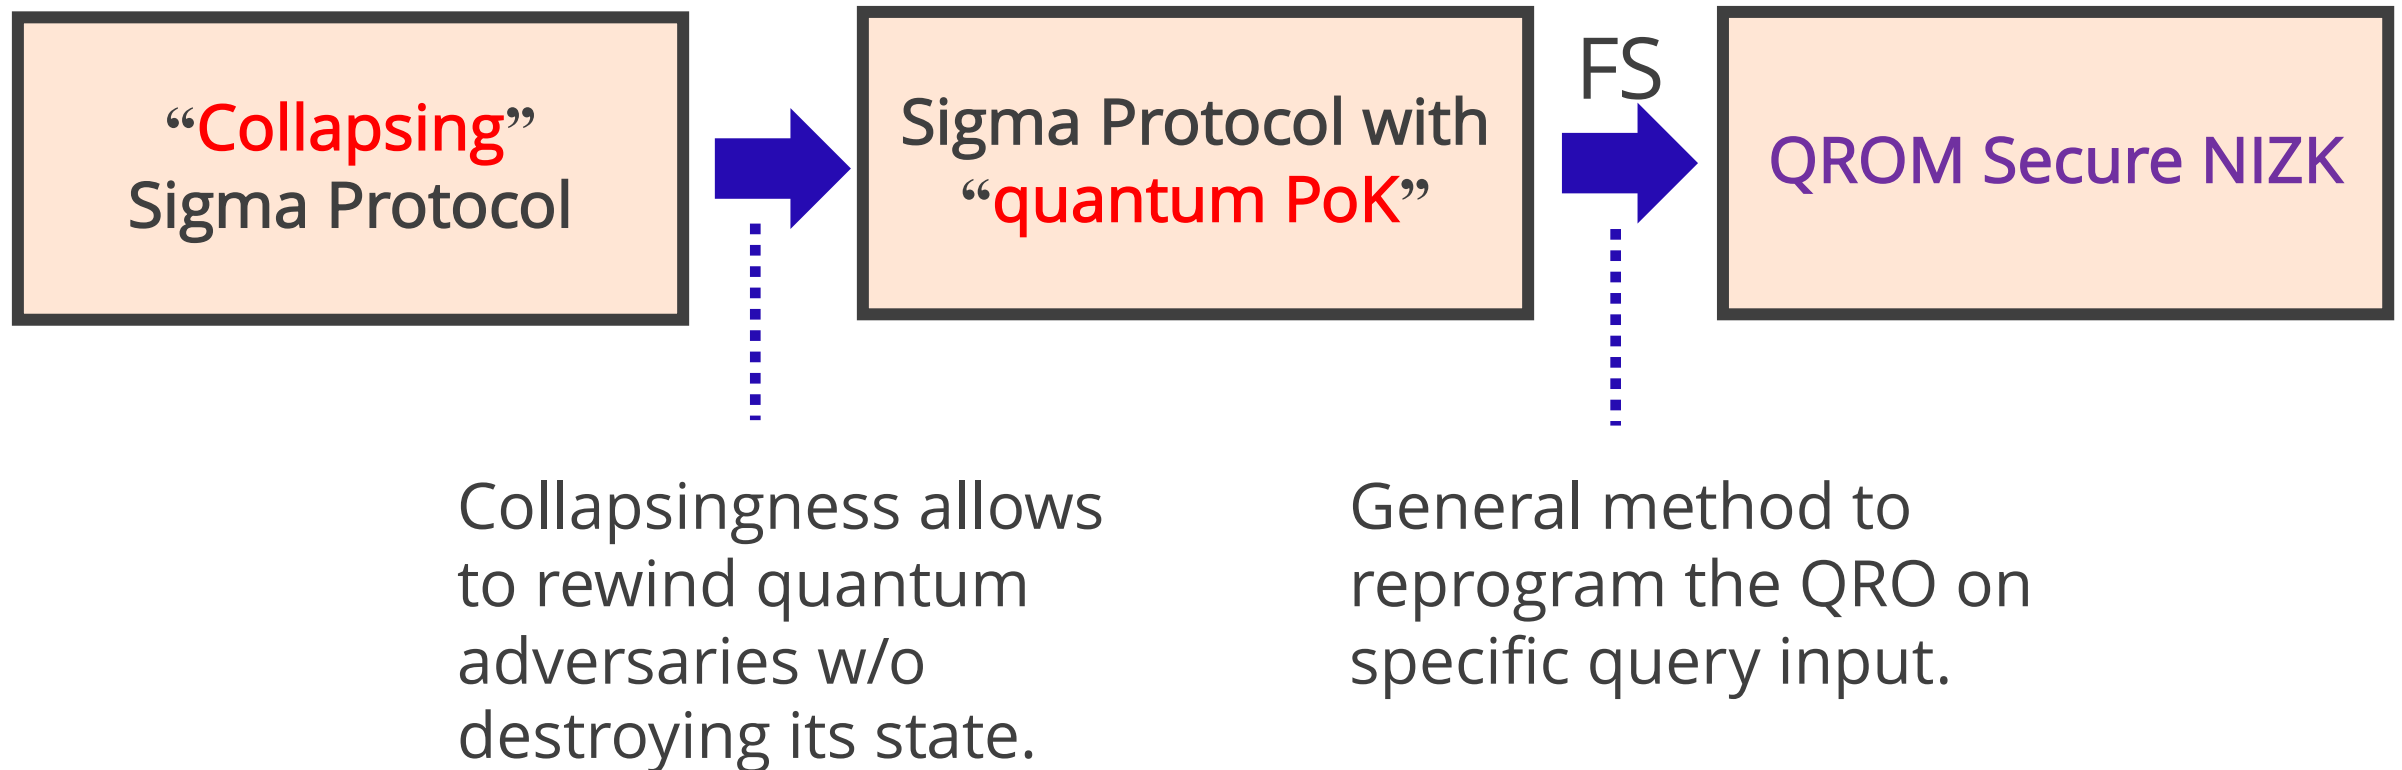 “Collapsing”
Sigma Protocol
Sigma Protocol with
“quantum PoK”
FS
QROM Secure NIZK
Collapsingness allows
to rewind quantum
adversaries w/o
destroying its state.
General method to
reprogram the QRO on
specific query input.